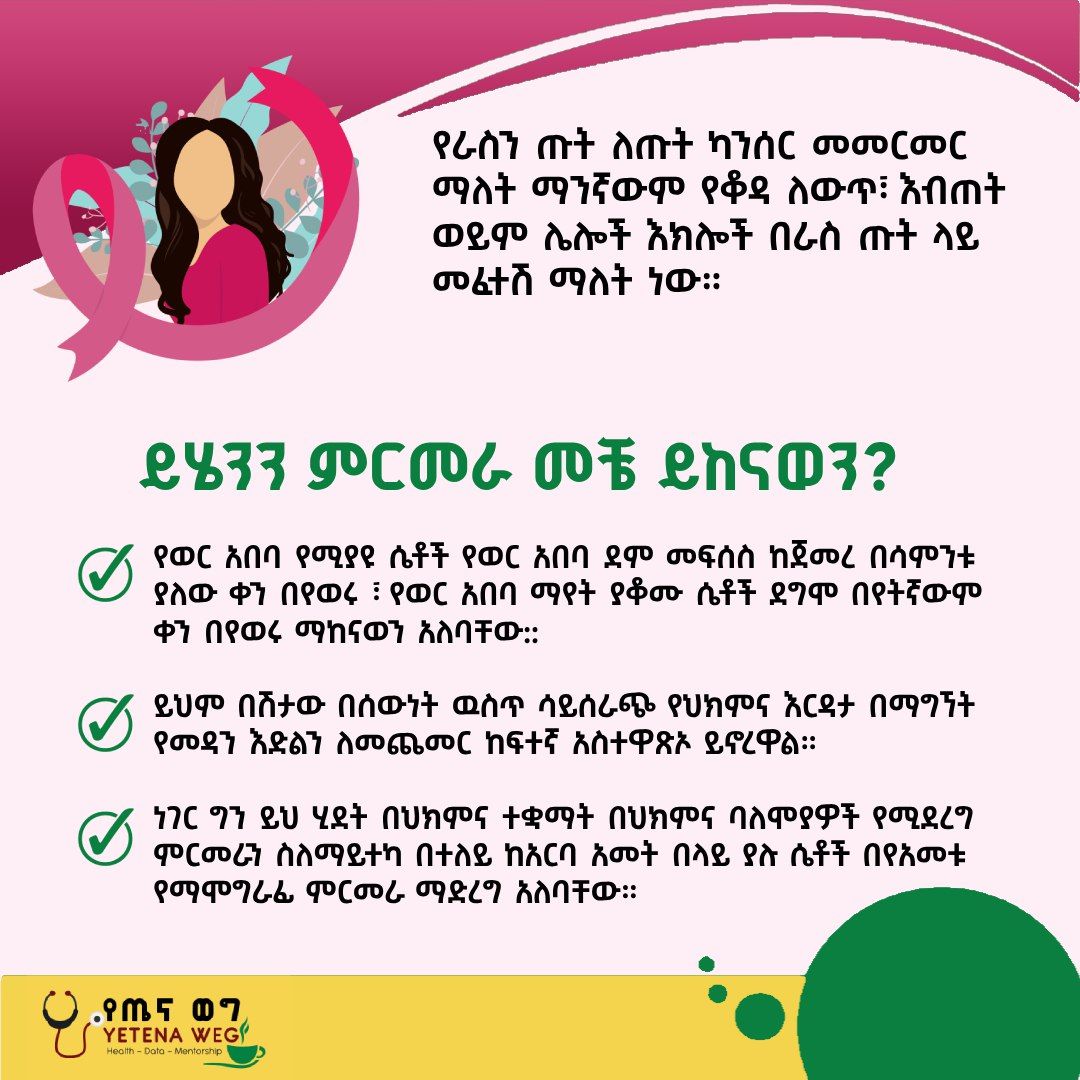 የራስን ጡት ለጡት ካንሰር መመርመር
ማለት ማንኛውም የቆዳ ለውጥ፣ እብጠት
ወይም ሌሎች እክሎች በራስ ጡት ላይ
መፈተሽ ማለት ነው።
ይሄንን ምርመራ መቼ ይከናወን?
የወር አበባ የሚያዩ ሴቶች የወር አበባ ደም መፍሰስ ከጀመረ በሳምንቱ
ያለው ቀን በየወሩ ፣ የወር አበባ ማየት ያቆሙ ሴቶች ደግሞ በየትኛውም
ቀን በየወሩ ማከናወን አለባቸው።
ይህም በሽታው በሰውነት ዉስጥ ሳይሰራጭ የህክምና እርዳታ በማግኘት
የመዳን እድልን ለመጨመር ከፍተኛ አስተዋጽኦ ይኖረዋል።
ነገር ግን ይህ ሂደት በህክምና ተቋማት በህክምና ባለሞያዎች የሚደረግ
ምርመራን ስለማይተካ በተለይ ከአርባ አመት በላይ ያሉ ሴቶች በየአመቱ
የማሞግራፊ ምርመራ ማድረግ አለባቸው።
የጤና ወግ
YETENA WEG
Health – Data – Mentorship